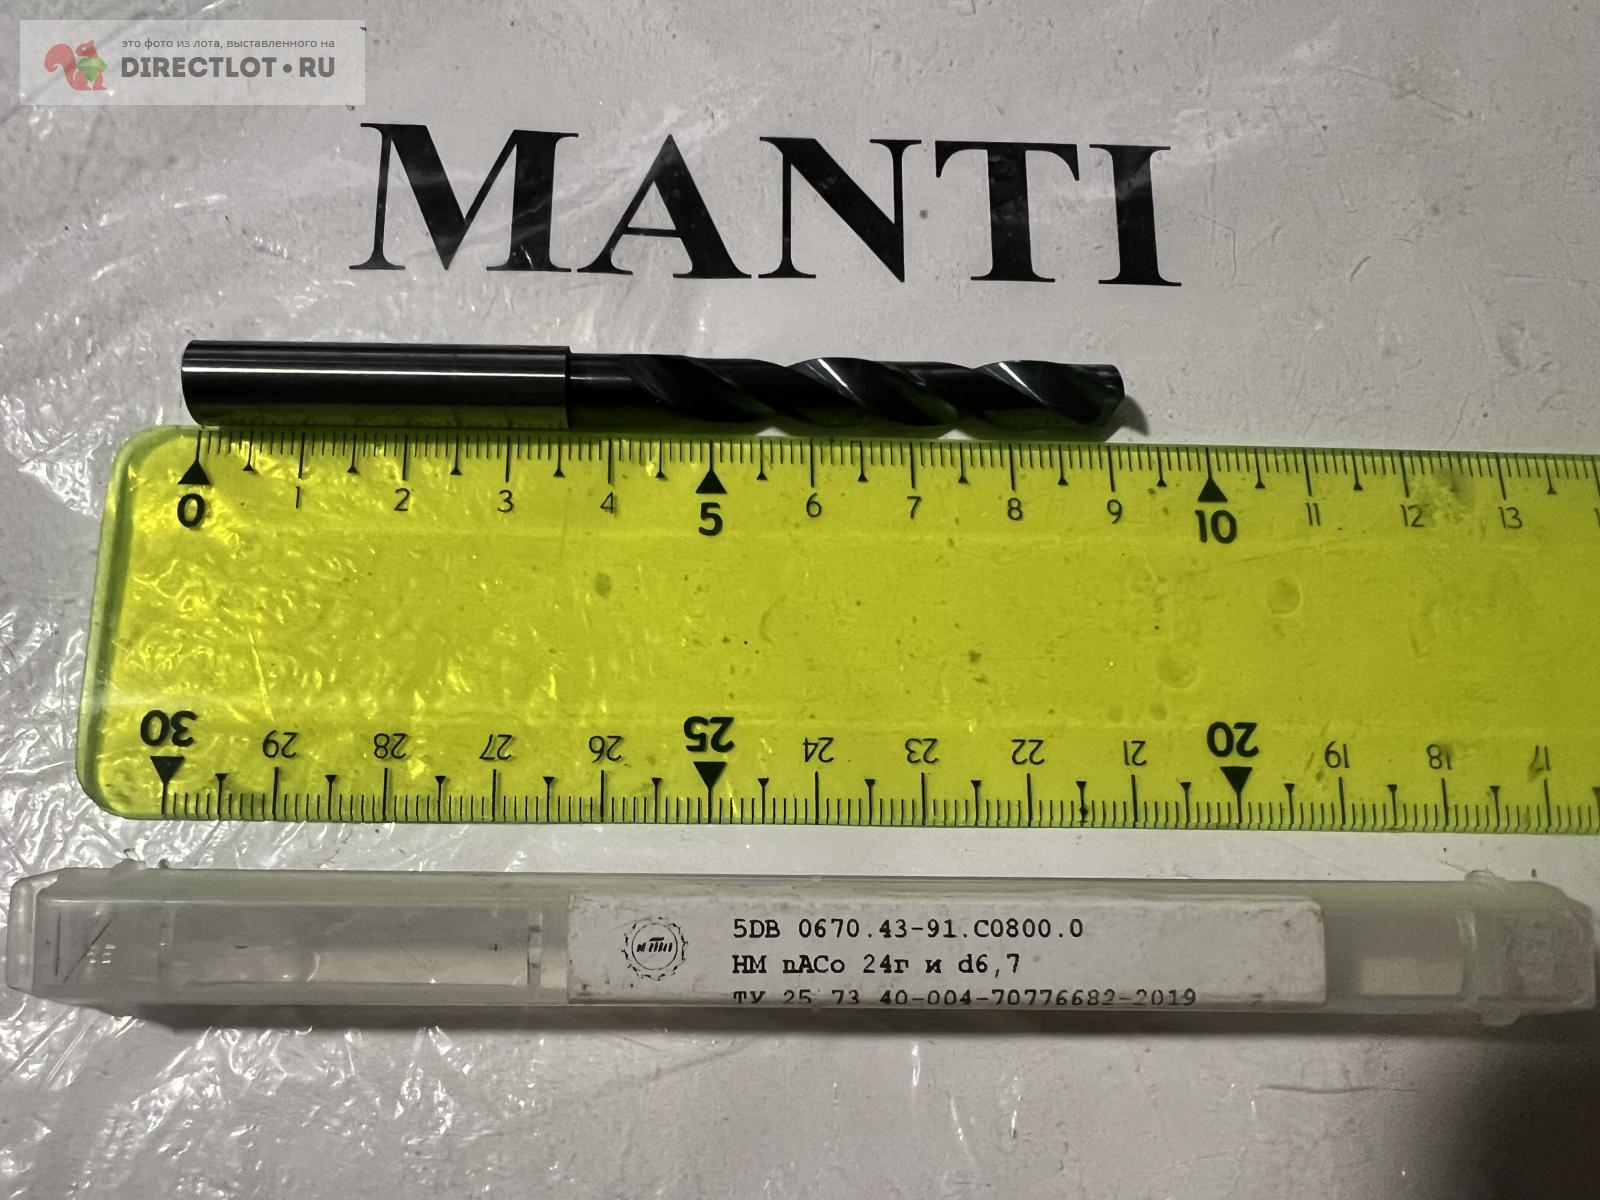 это фото из лота, выставленного на
DIRECTLOT•RU
MANTI
0 1 2 3 4 5 6 7 8 9 10 11 12 13
30 29 28 27 26 25 24 23 22 21 20 19 18 17
5DB 0670.43-91.C0800.0
HM nACo 24г и d6,7
ТУ 25 73 40-004-70776682-2019